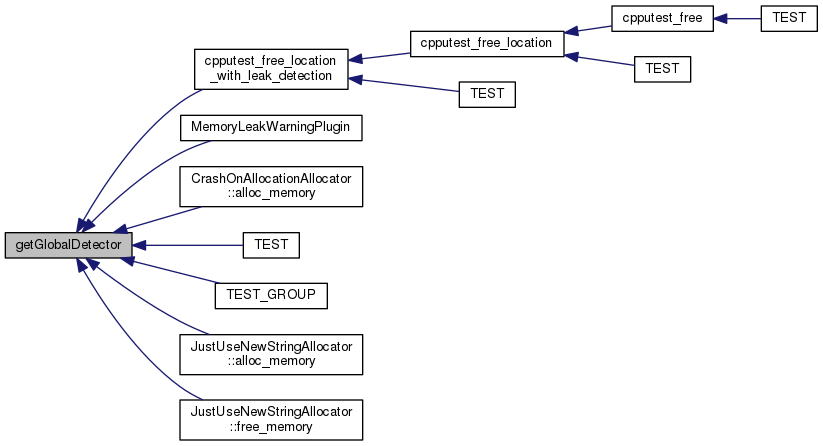 cpputest_free
TEST
cpputest_free_location
TEST
cpputest_free_location
_with_leak_detection
TEST
MemoryLeakWarningPlugin
CrashOnAllocationAllocator
::alloc_memory
getGlobalDetector
TEST
TEST_GROUP
JustUseNewStringAllocator
::alloc_memory
JustUseNewStringAllocator
::free_memory